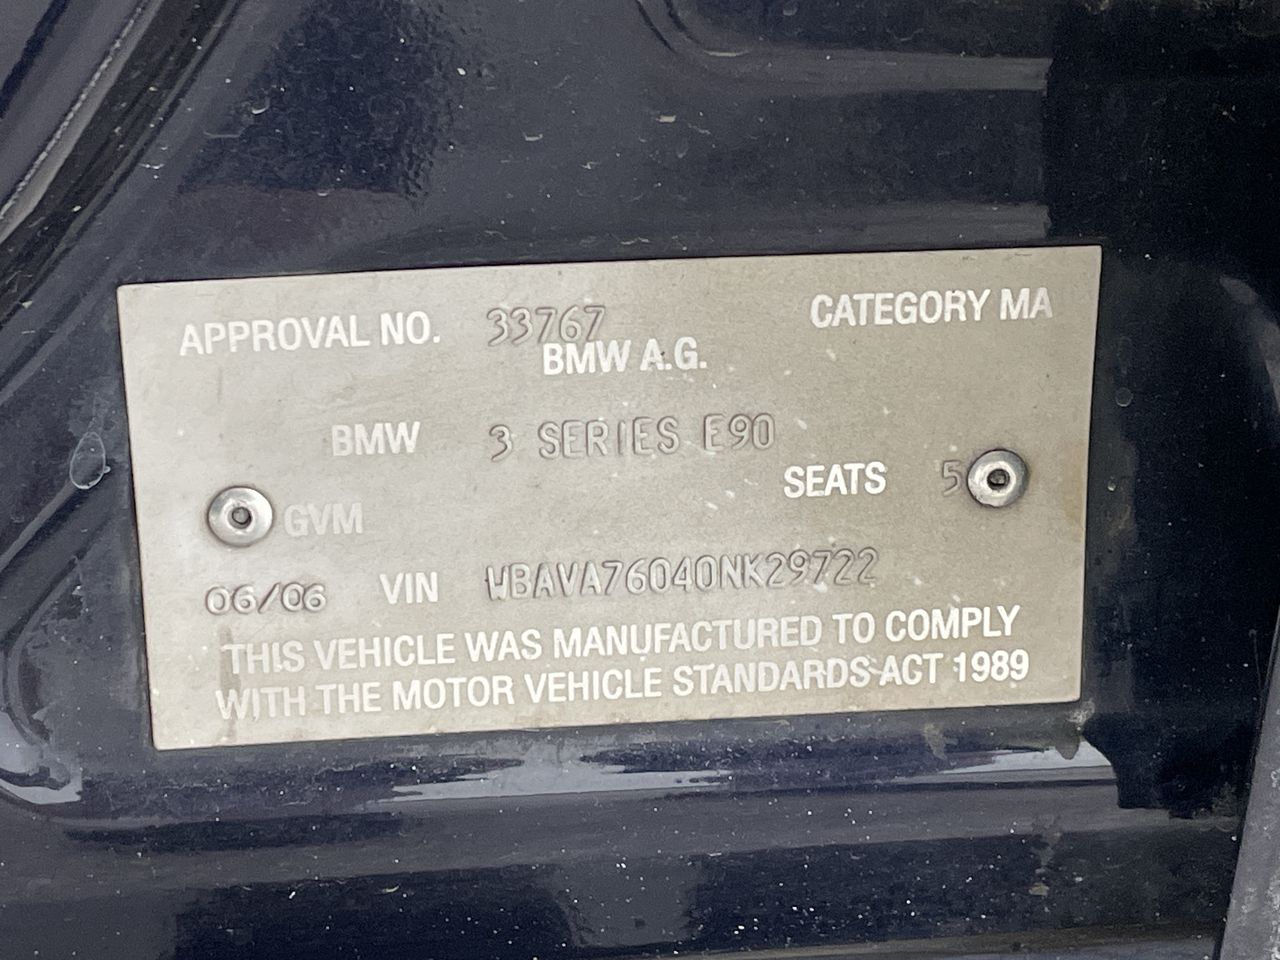 APPROVAL NO. 33767 CATEGORY MA
BMW A.G.
BMW 3 SERIES E90
SEATS 5
GVM
06/06 VIN WBAVA76040NK29722
THIS VEHICLE WAS MANUFACTURED TO COMPLY
WITH THE MOTOR VEHICLE STANDARDS ACT 1989